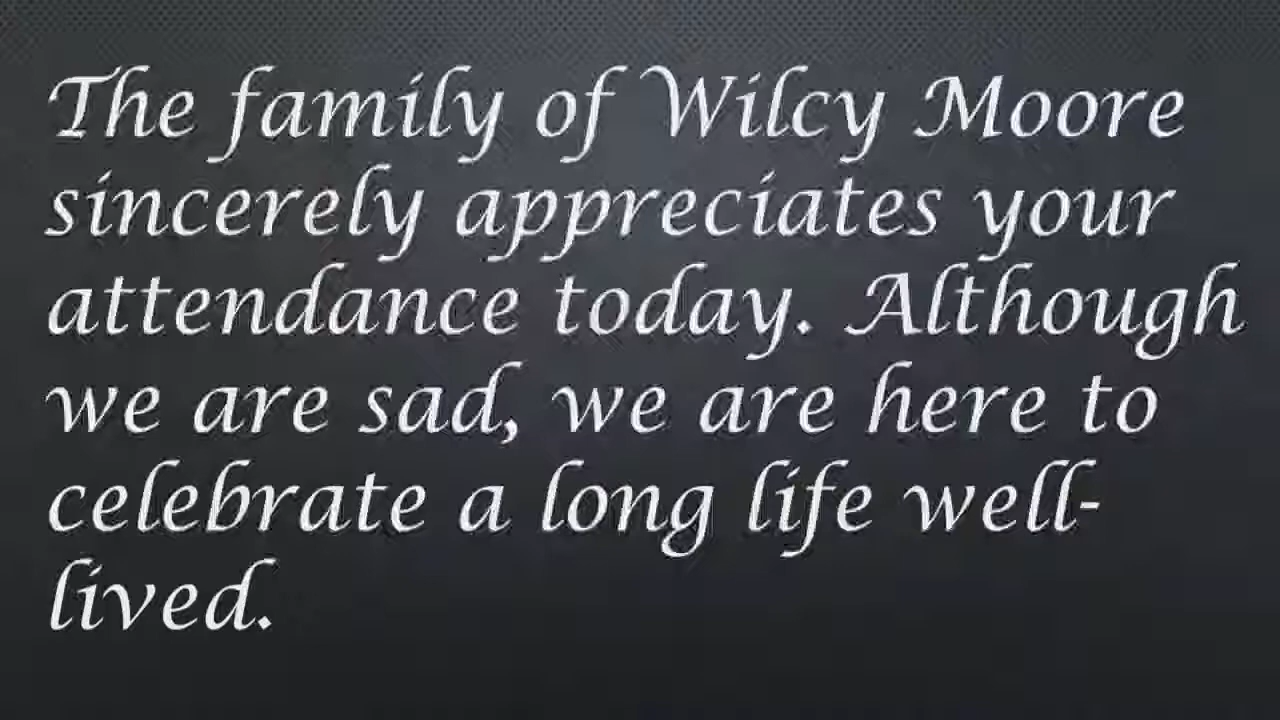 The family of Wilcy Moore
sincerely appreciates your
attendance today. Although
we are sad, we are here to
celebrate a long life well-
lived.